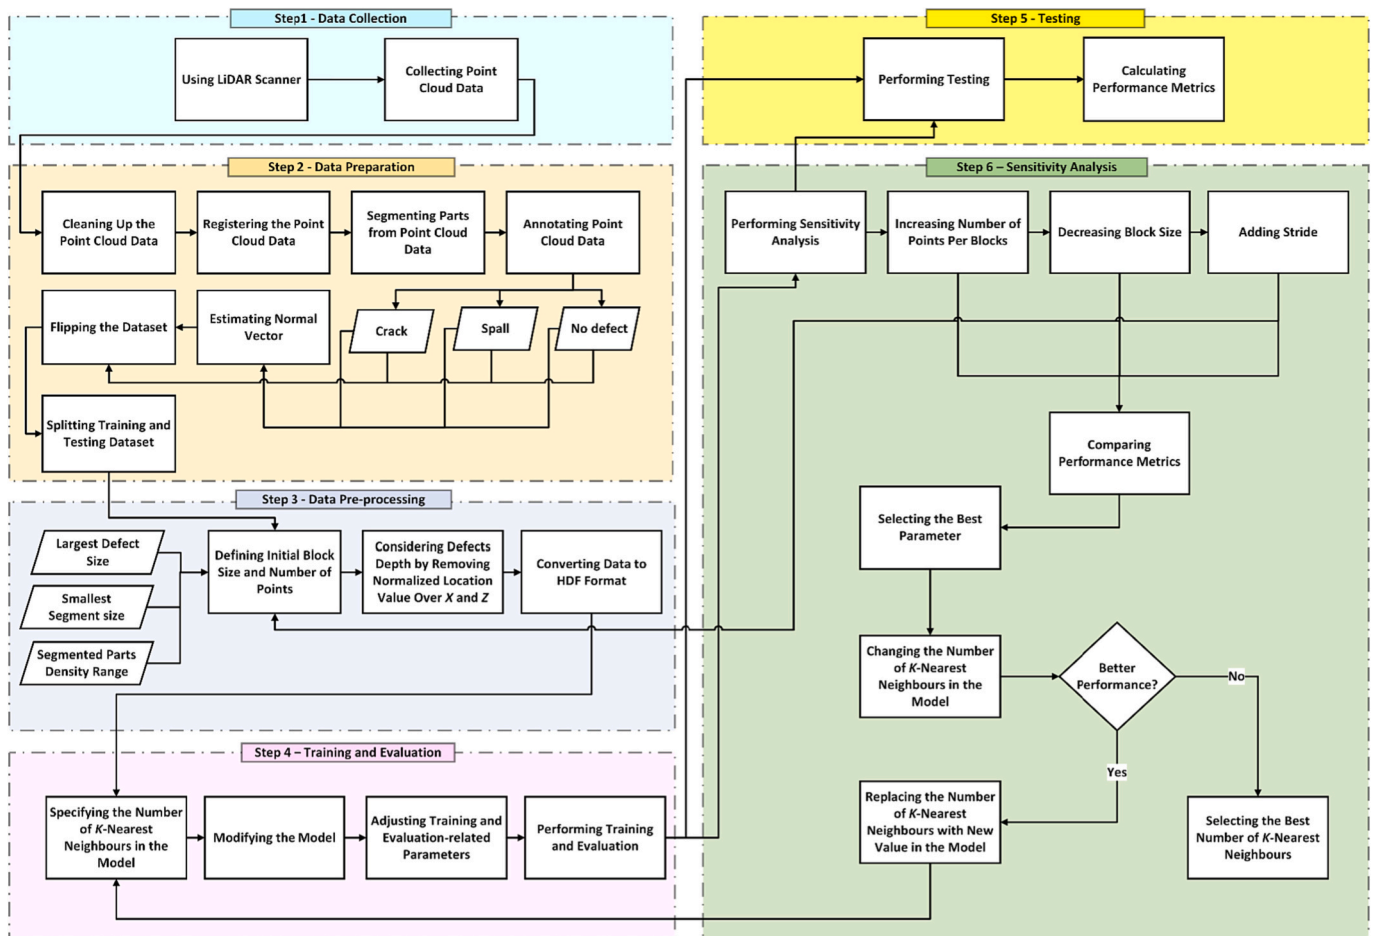 Step1 - Data Collection
Using LiDAR Scanner
Collecting Point
Cloud Data
Step 2 - Data Preparation
Cleaning Up the
Point Cloud Data
Registering the Point
Cloud Data
Segmenting Parts
from Point Cloud
Data
Annotating Point
Cloud Data
Flipping the Dataset
Estimating Normal
Vector
Crack
Spall
No defect
Splitting Training and
Testing Dataset
Step 3 - Data Pre-processing
Largest Defect
Size
Smallest
Segment size
Segmented Parts
Density Range
Defining Initial Block
Size and Number of
Points
Considering Defects
Depth by Removing
Normalized Location
Value Over X and Z
Converting Data to
HDF Format
Step 4 – Training and Evaluation
Specifying the Number
of K-Nearest
Neighbours in the
Model
Modifying the Model
Adjusting Training and
Evaluation-related
Parameters
Performing Training
and Evaluation
Step 5 - Testing
Performing Testing
Calculating
Performance Metrics
Step 6 – Sensitivity Analysis
Performing Sensitivity
Analysis
Increasing Number of
Points Per Blocks
Decreasing Block Size
Adding Stride
Comparing
Performance Metrics
Selecting the Best
Parameter
Changing the Number
of K-Nearest
Neighbours in the
Model
Better
Performance?
No
Yes
Replacing the Number
of K-Nearest
Neighbours with New
Value in the Model
Selecting the Best
Number of K-Nearest
Neighbours